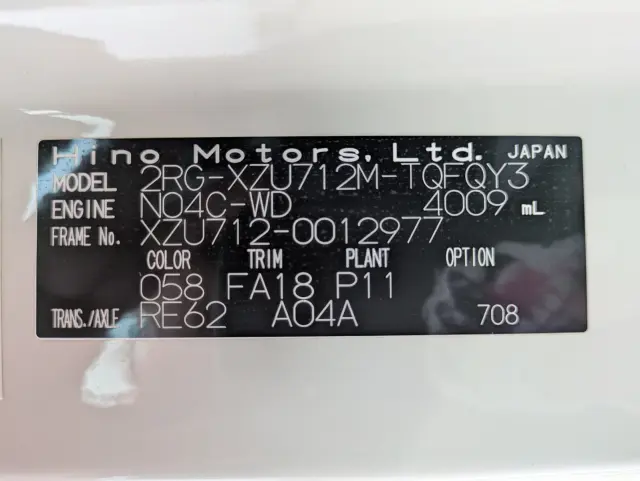 Hino Motors, Ltd. JAPAN
MODEL 2RG-XZU712M-TQFQY3
ENGINE N04C-WD 4009 mL
FRAME No. XZU712-0012977
COLOR TRIM PLANT OPTION
058 FA18 P11
TRANS./AXLE RE62 A04A 708